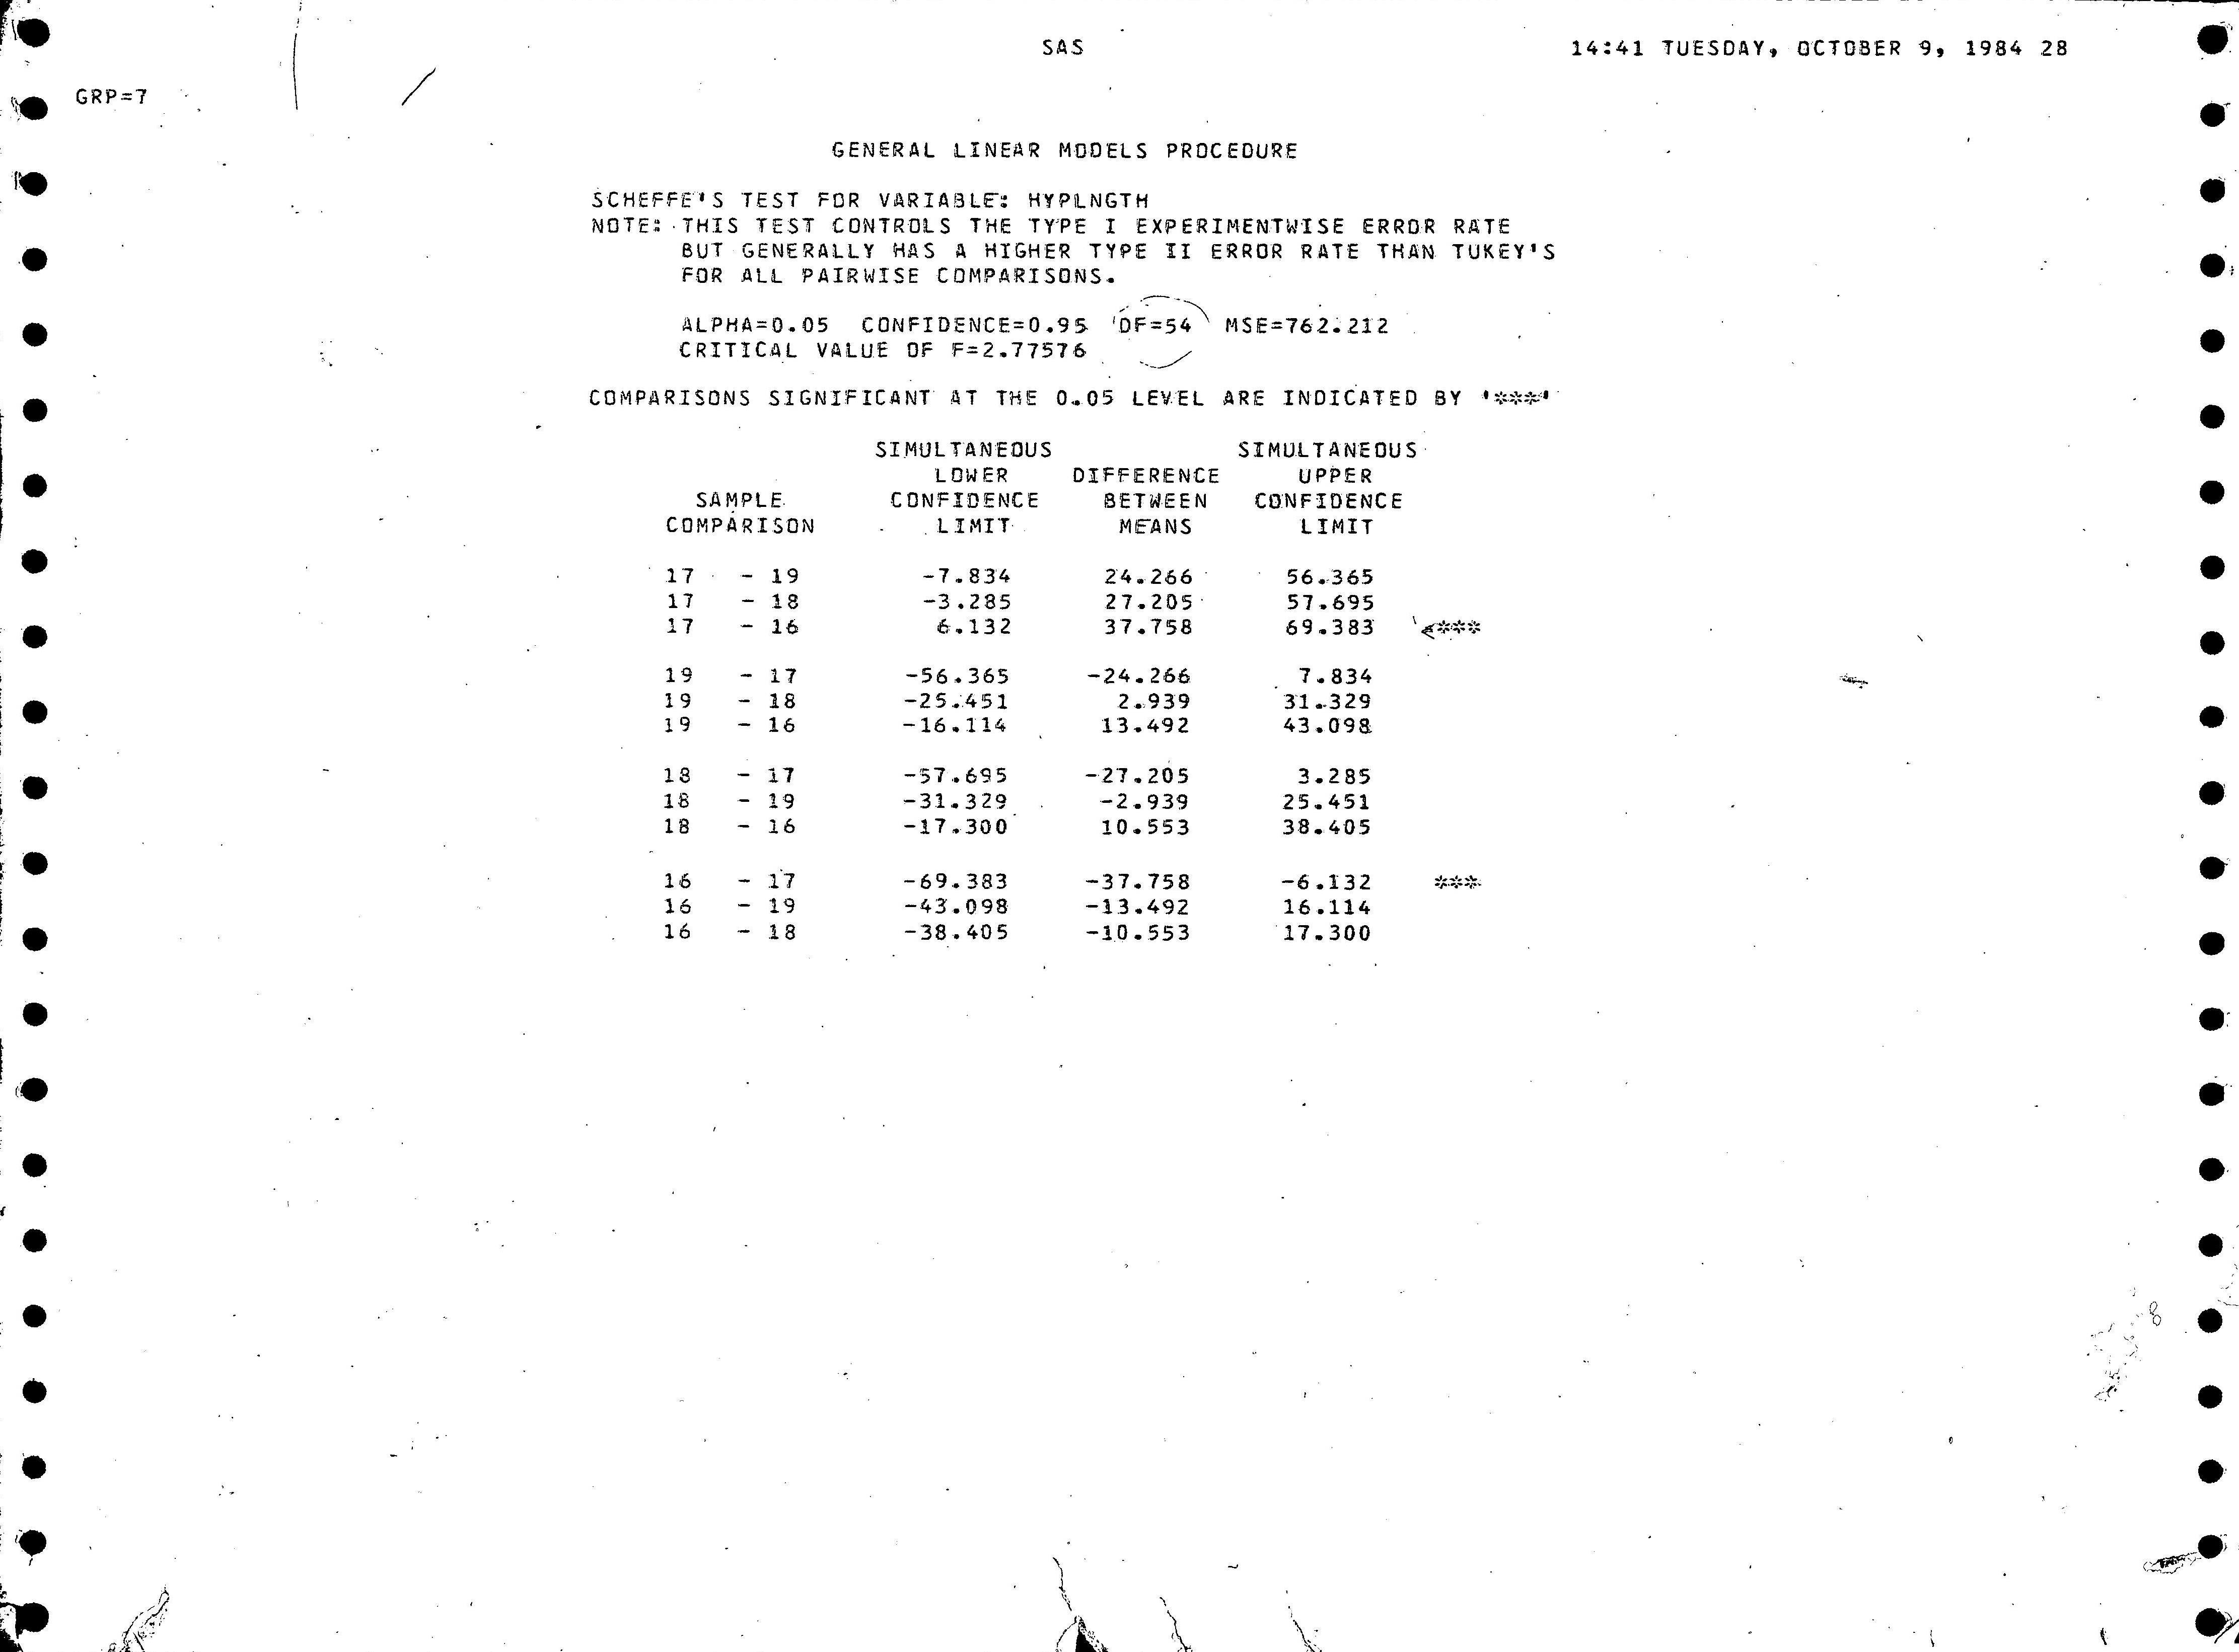 SAS 14:41 TUESDAY, OCTOBER 9, 1984 28
GRP=7
GENERAL LINEAR MODELS PROCEDURE
SCHEFFE'S TEST FOR VARIABLE: HYPLNGTH
NOTE: THIS TEST CONTROLS THE TYPE I EXPERIMENTWISE ERROR RATE
BUT GENERALLY HAS A HIGHER TYPE II ERROR RATE THAN TUKEY'S
FOR ALL PAIRWISE COMPARISONS.
ALPHA=0.05 CONFIDENCE=0.95 DF=54 MSE=762.212
CRITICAL VALUE OF F=2.77576
COMPARISONS SIGNIFICANT AT THE 0.05 LEVEL ARE INDICATED BY '***'
SIMULTANEOUS SIMULTANEOUS
LOWER DIFFERENCE UPPER
SAMPLE CONFIDENCE BETWEEN CONFIDENCE
COMPARISON LIMIT MEANS LIMIT
17 - 19 -7.834 24.266 56.365
17 - 18 -3.285 27.205 57.695
17 - 16 6.132 37.758 69.383 ***
19 - 17 -56.365 -24.266 7.834
19 - 18 -25.451 2.939 31.329
19 - 16 -16.114 13.492 43.098
18 - 17 -57.695 -27.205 3.285
18 - 19 -31.329 -2.939 25.451
18 - 16 -17.300 10.553 38.405
16 - 17 -69.383 -37.758 -6.132 ***
16 - 19 -43.098 -13.492 16.114
16 - 18 -38.405 -10.553 17.300